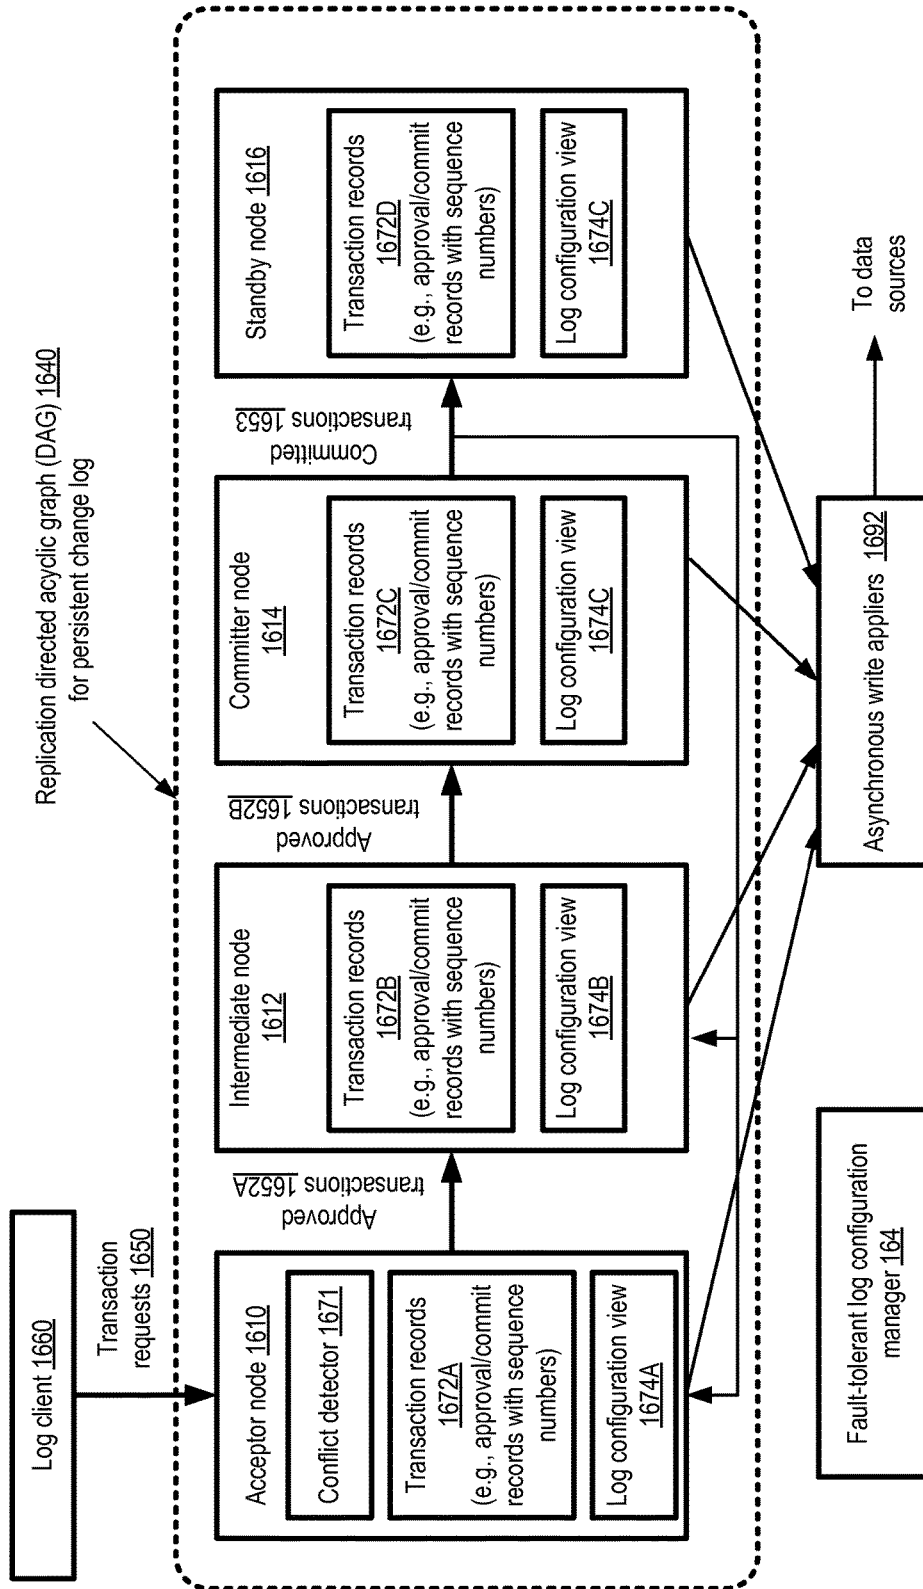 Log client 1660
Transaction
requests 1650
Replication directed acyclic graph (DAG) 1640
for persistent change log
Acceptor node 1610
Conflict detector 1671
Transaction records
1672A
(e.g., approval/commit
records with sequence
numbers)
Log configuration view
1674A
Approved
transactions 1652A
Intermediate node
1612
Transaction records
1672B
(e.g., approval/commit
records with sequence
numbers)
Log configuration view
1674B
Approved
transactions 1652B
Committer node
1614
Transaction records
1672C
(e.g., approval/commit
records with sequence
numbers)
Log configuration view
1674C
Committed
transactions 1653
Standby node 1616
Transaction records
1672D
(e.g., approval/commit
records with sequence
numbers)
Log configuration view
1674C
Fault-tolerant log configuration
manager 164
Asynchronous write appliers 1692
To data
sources